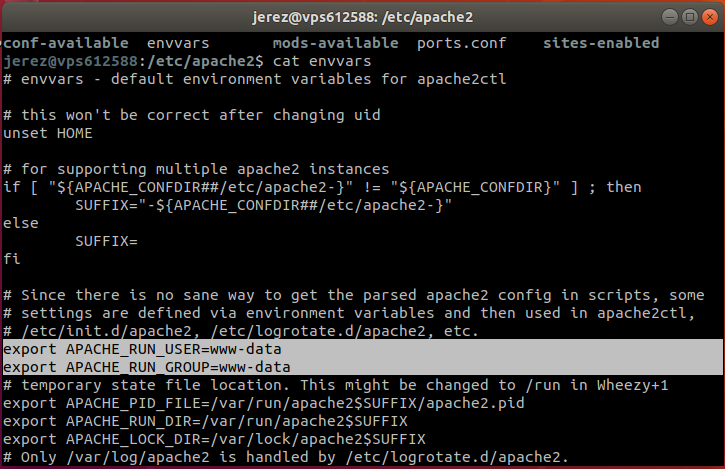 jerez@vps612588: /etc/apache2
conf-available envvars mods-available ports.conf sites-enabled
jerez@vps612588:/etc/apache2$ cat envvars
# envvars - default environment variables for apache2ctl
# this won't be correct after changing uid
unset HOME
# for supporting multiple apache2 instances
if [ "${APACHE_CONFDIR##/etc/apache2-}" != "${APACHE_CONFDIR}" ] ; then
        SUFFIX="-${APACHE_CONFDIR##/etc/apache2-}"
else
        SUFFIX=
fi
# Since there is no sane way to get the parsed apache2 config in scripts, some
# settings are defined via environment variables and then used in apache2ctl,
# /etc/init.d/apache2, /etc/logrotate.d/apache2, etc.
export APACHE_RUN_USER=www-data
export APACHE_RUN_GROUP=www-data
# temporary state file location. This might be changed to /run in Wheezy+1
export APACHE_PID_FILE=/var/run/apache2$SUFFIX/apache2.pid
export APACHE_RUN_DIR=/var/run/apache2$SUFFIX
export APACHE_LOCK_DIR=/var/lock/apache2$SUFFIX
# Only /var/log/apache2 is handled by /etc/logrotate.d/apache2.